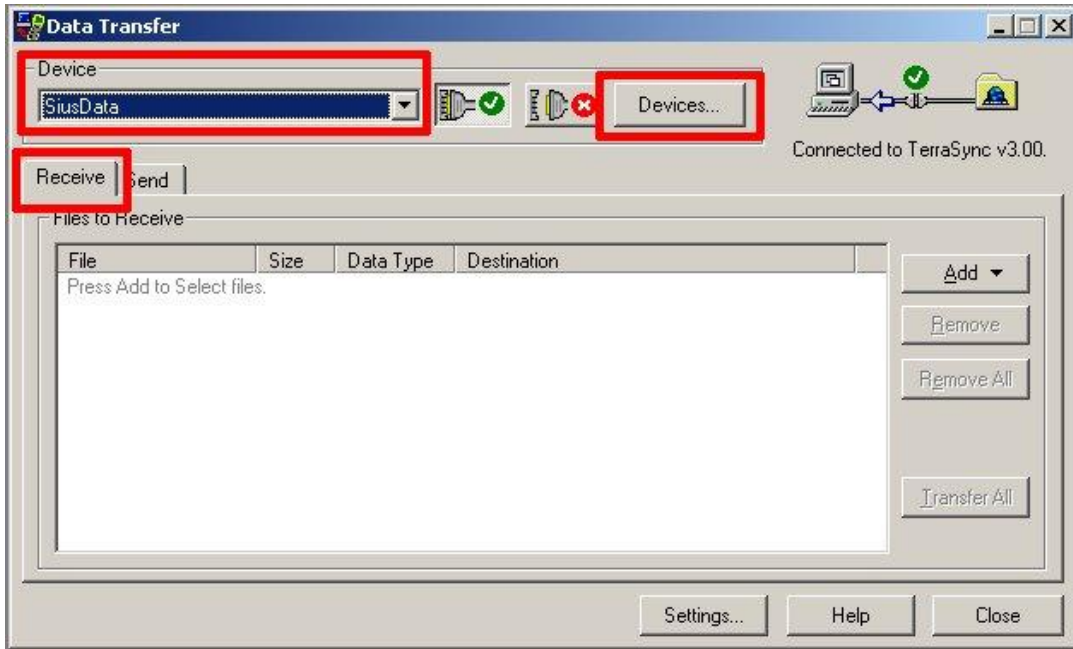 Data Transfer
Device
SiusData
Devices...
Connected to TerraSync v3.00.
Receive
Send
Files to Receive
File Size Data Type Destination
Press Add to Select files.
Add
Remove
Remove All
Transfer All
Settings... Help Close